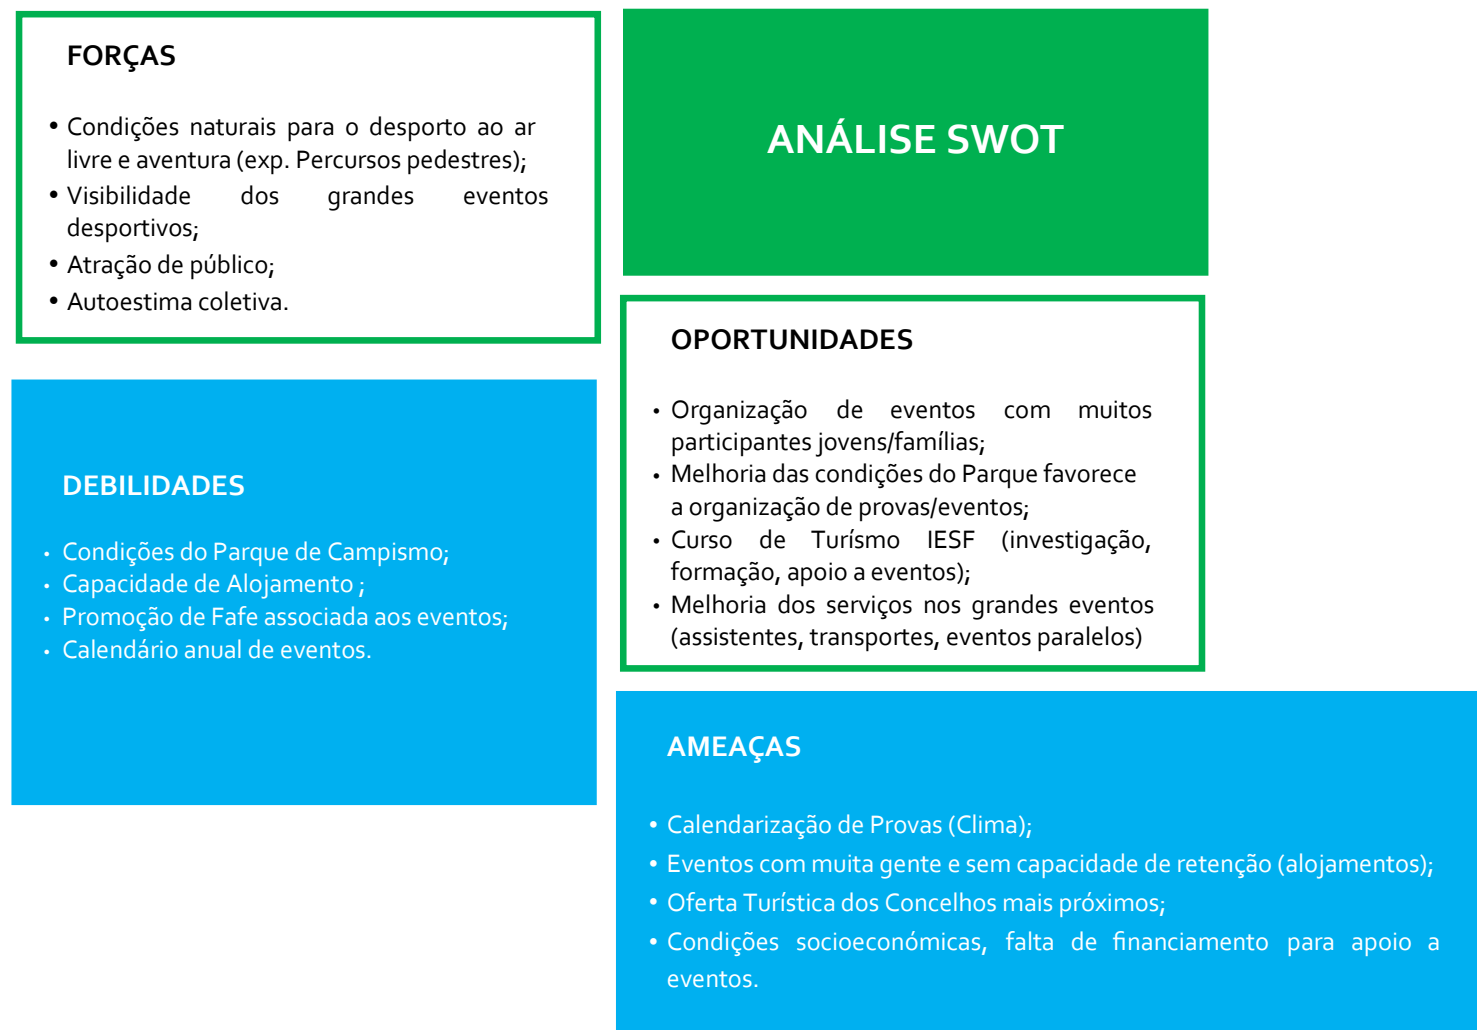 FORÇAS
• Condições naturais para o desporto ao ar
livre e aventura (exp. Percursos pedestres);
• Visibilidade dos grandes eventos
desportivos;
• Atração de público;
• Autoestima coletiva.
ANÁLISE SWOT
OPORTUNIDADES
• Organização de eventos com muitos
participantes jovens/famílias;
• Melhoria das condições do Parque favorece
a organização de provas/eventos;
• Curso de Turísmo IESF (investigação,
formação, apoio a eventos);
• Melhoria dos serviços nos grandes eventos
(assistentes, transportes, eventos paralelos)
DEBILIDADES
• Condições do Parque de Campismo;
• Capacidade de Alojamento ;
• Promoção de Fafe associada aos eventos;
• Calendário anual de eventos.
AMEAÇAS
• Calendarização de Provas (Clima);
• Eventos com muita gente e sem capacidade de retenção (alojamentos);
• Oferta Turística dos Concelhos mais próximos;
• Condições socioeconómicas, falta de financiamento para apoio a
eventos.